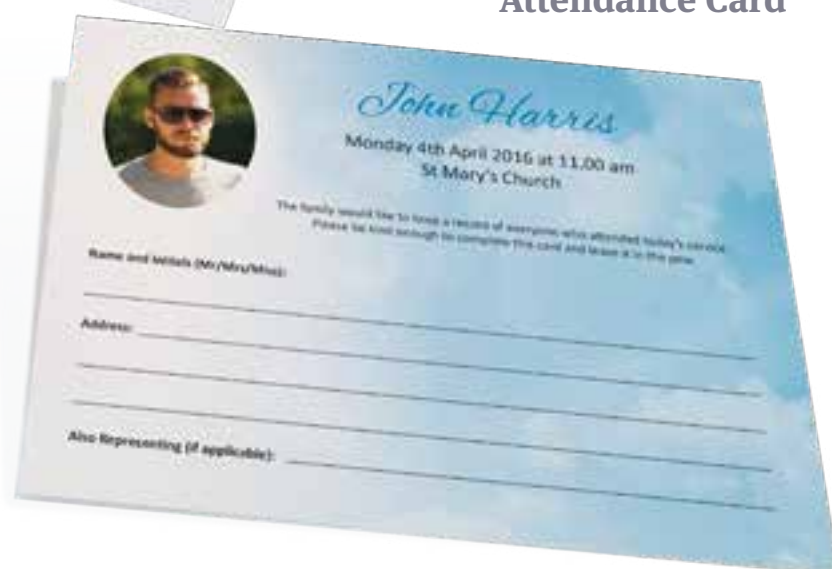 Attendance Card
John Harris
Monday 4th April 2016 at 11.00 am
St Mary's Church
The family would like to keep a record of everyone who attended today's service.
Please be kind enough to complete this card and leave it in the pew.
Name and Initials (Mr/Mrs/Miss):
Address:
Also Representing (if applicable):